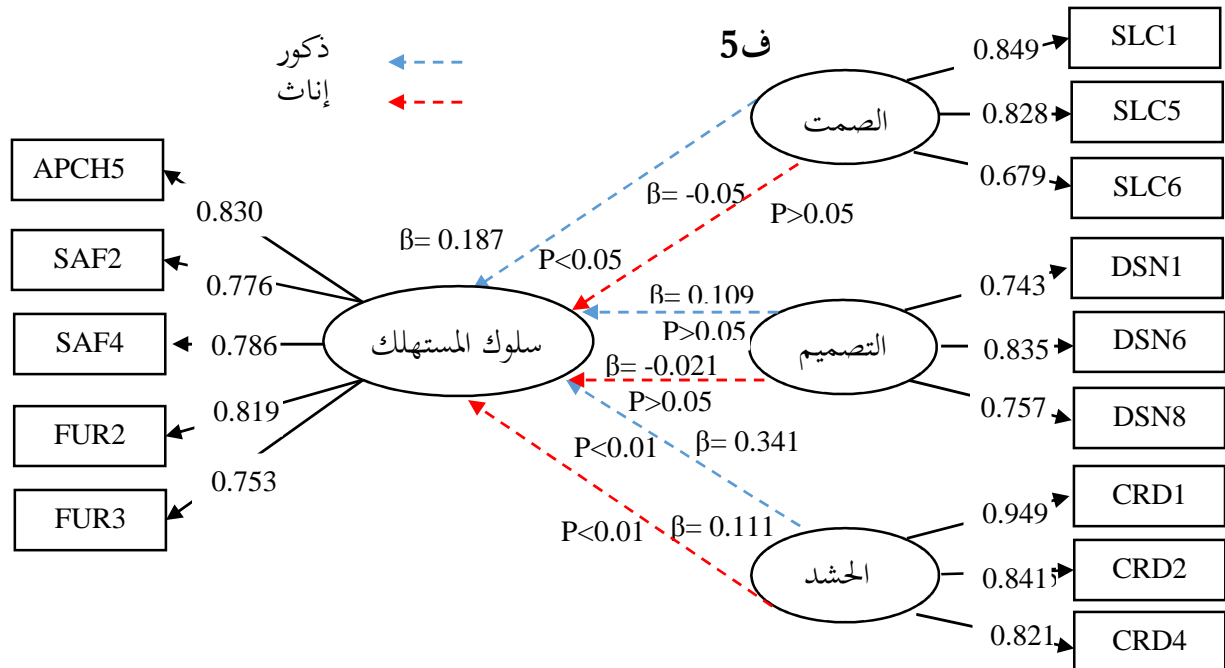 ف5
ذكور
إناث
APCH5
SAF2
SAF4
FUR2
FUR3
0.830
0.776
0.786
0.819
0.753
سلوك المستهلك
β= 0.187
P<0.05
β= -0.05
P>0.05
β= 0.109
P>0.05
β= -0.021
P>0.05
β= 0.341
P<0.01
β= 0.111
P<0.01
الصمت
التصميم
الحشد
0.849
0.828
0.679
0.743
0.835
0.757
0.949
0.841
0.821
SLC1
SLC5
SLC6
DSN1
DSN6
DSN8
CRD1
CRD2
CRD4